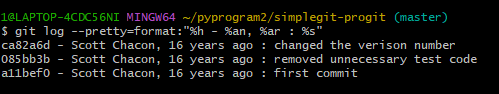 1@LAPTOP-4CDC56NI MINGW64 ~/pyprogram2/simplegit-progit (master)
$ git log --pretty=format:"%h - %an, %ar : %s"
ca82a6d - Scott Chacon, 16 years ago : changed the verison number
085bb3b - Scott Chacon, 16 years ago : removed unnecessary test code
a11bef0 - Scott Chacon, 16 years ago : first commit